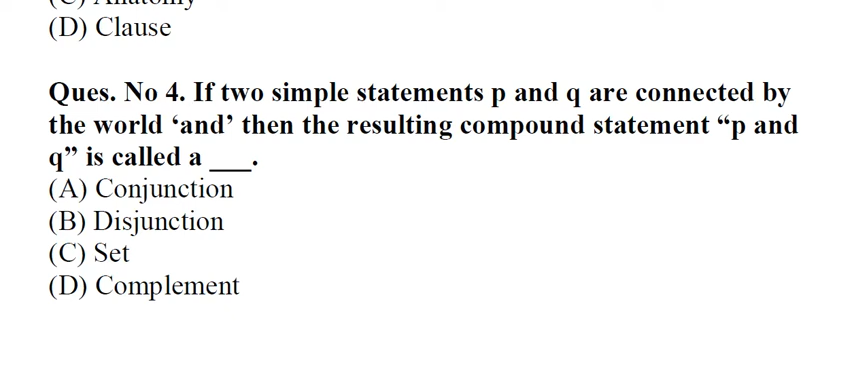 (C) Anatomy
(D) Clause
Ques. No 4. If two simple statements p and q are connected by
the world ‘and’ then the resulting compound statement “p and
q” is called a ___.
(A) Conjunction
(B) Disjunction
(C) Set
(D) Complement